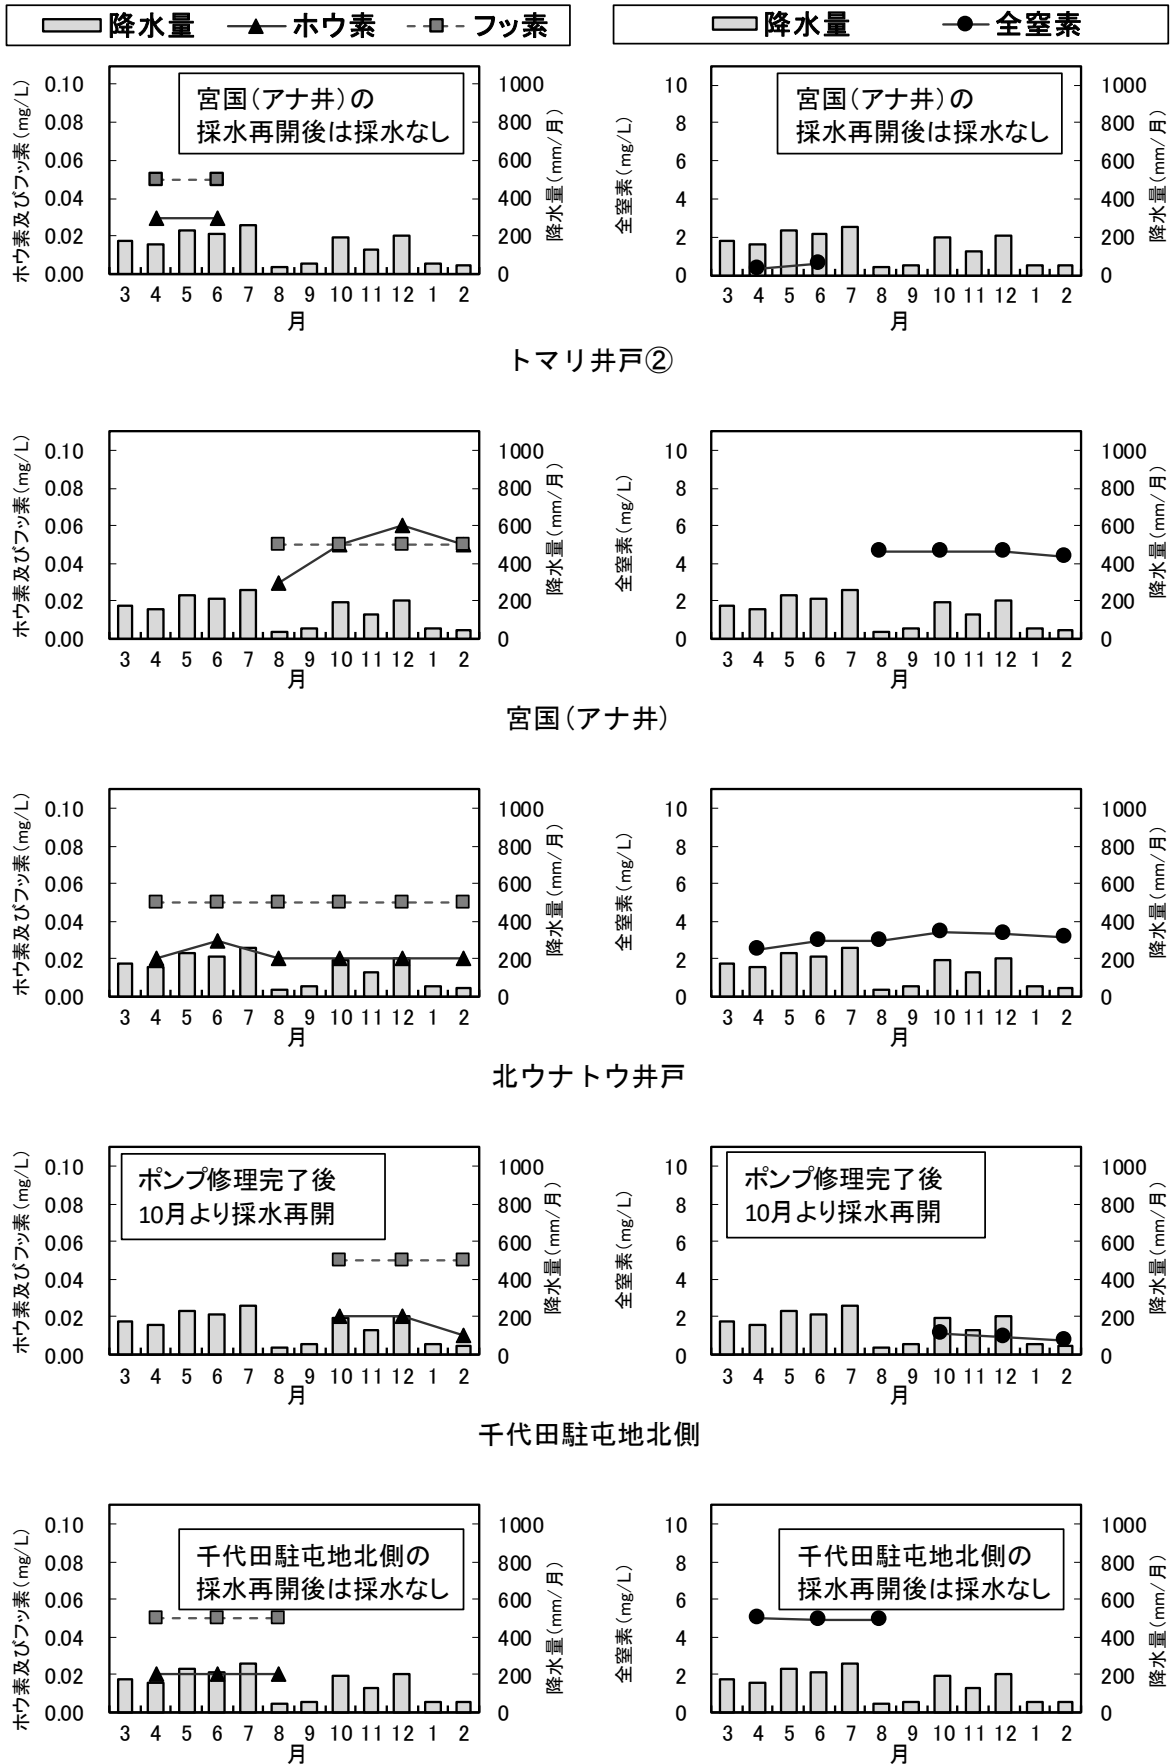 降水量 ホウ素 フッ素
降水量 全窒素
ホウ素及びフッ素(mg/L)
0.10
0.08
0.06
0.04
0.02
0.00
宮国(アナ井)の
採水再開後は採水なし
1000
800
600
400
200
0
降水量(mm/月)
3 4 5 6 7 8 9 10 11 12 1 2
月
全窒素(mg/L)
10
8
6
4
2
0
宮国(アナ井)の
採水再開後は採水なし
1000
800
600
400
200
0
降水量(mm/月)
3 4 5 6 7 8 9 10 11 12 1 2
月
トマリ井戸②
ホウ素及びフッ素(mg/L)
0.10
0.08
0.06
0.04
0.02
0.00
1000
800
600
400
200
0
降水量(mm/月)
3 4 5 6 7 8 9 10 11 12 1 2
月
全窒素(mg/L)
10
8
6
4
2
0
1000
800
600
400
200
0
降水量(mm/月)
3 4 5 6 7 8 9 10 11 12 1 2
月
宮国(アナ井)
ホウ素及びフッ素(mg/L)
0.10
0.08
0.06
0.04
0.02
0.00
1000
800
600
400
200
0
降水量(mm/月)
3 4 5 6 7 8 9 10 11 12 1 2
月
全窒素(mg/L)
10
8
6
4
2
0
1000
800
600
400
200
0
降水量(mm/月)
3 4 5 6 7 8 9 10 11 12 1 2
月
北ウナトウ井戸
ホウ素及びフッ素(mg/L)
0.10
0.08
0.06
0.04
0.02
0.00
ポンプ修理完了後
10月より採水再開
1000
800
600
400
200
0
降水量(mm/月)
3 4 5 6 7 8 9 10 11 12 1 2
月
全窒素(mg/L)
10
8
6
4
2
0
ポンプ修理完了後
10月より採水再開
1000
800
600
400
200
0
降水量(mm/月)
3 4 5 6 7 8 9 10 11 12 1 2
月
千代田駐屯地北側
ホウ素及びフッ素(mg/L)
0.10
0.08
0.06
0.04
0.02
0.00
千代田駐屯地北側の
採水再開後は採水なし
1000
800
600
400
200
0
降水量(mm/月)
3 4 5 6 7 8 9 10 11 12 1 2
月
全窒素(mg/L)
10
8
6
4
2
0
千代田駐屯地北側の
採水再開後は採水なし
1000
800
600
400
200
0
降水量(mm/月)
3 4 5 6 7 8 9 10 11 12 1 2
月